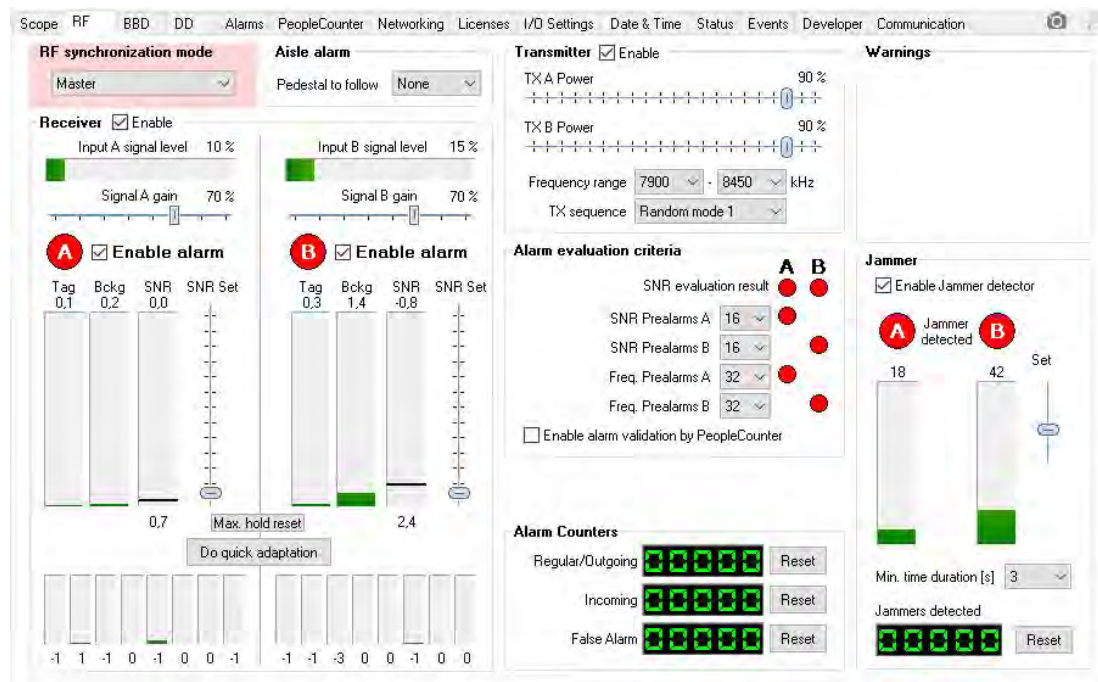 Scope RF BBD DD Alarms PeopleCounter Networking Licenses I/O Settings Date & Time Status Events Developer Communication
RF synchronization mode
Master
Aisle alarm
Pedestal to follow None
Receiver Enable
Input A signal level 10 %
Signal A gain 70 %
A Enable alarm
Tag Bckg SNR SNR Set
0,1 0,2 0,0
0,7
Input B signal level 15 %
Signal B gain 70 %
B Enable alarm
Tag Bckg SNR SNR Set
0,3 1,4 -0,8
2,4
Max. hold reset
Do quick adaptation
-1 1 -1 0 -1 0 0 -1
-1 -1 -3 0 0 -1 0 0
Transmitter Enable
TX A Power 90 %
TX B Power 90 %
Frequency range 7900 - 8450 kHz
TX sequence Random mode 1
Alarm evaluation criteria
A B
SNR evaluation result
SNR Prealarms A 16
SNR Prealarms B 16
Freq. Prealarms A 32
Freq. Prealarms B 32
Enable alarm validation by PeopleCounter
Alarm Counters
Regular/Outgoing 00000 Reset
Incoming 00000 Reset
False Alarm 00000 Reset
Warnings
Jammer
Enable Jammer detector
A Jammer detected B
18 42 Set
Min. time duration [s] 3
Jammers detected
00000 Reset